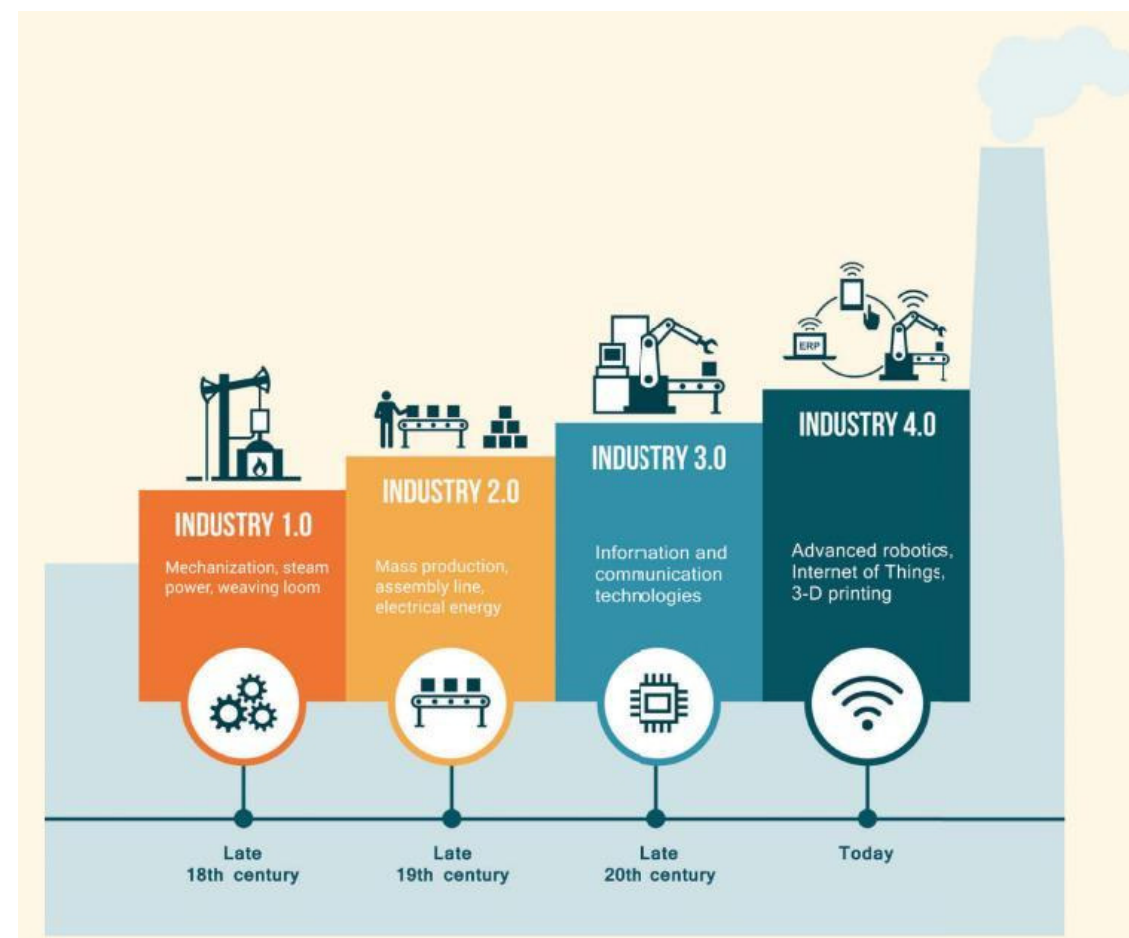 ERP
INDUSTRY 1.0
Mechanization, steam
power, weaving loom
INDUSTRY 2.0
Mass production,
assembly line,
electrical energy
INDUSTRY 3.0
Information and
communication
technologies
INDUSTRY 4.0
Advanced robotics,
Internet of Things,
3-D printing
Late
18th century
Late
19th century
Late
20th century
Today